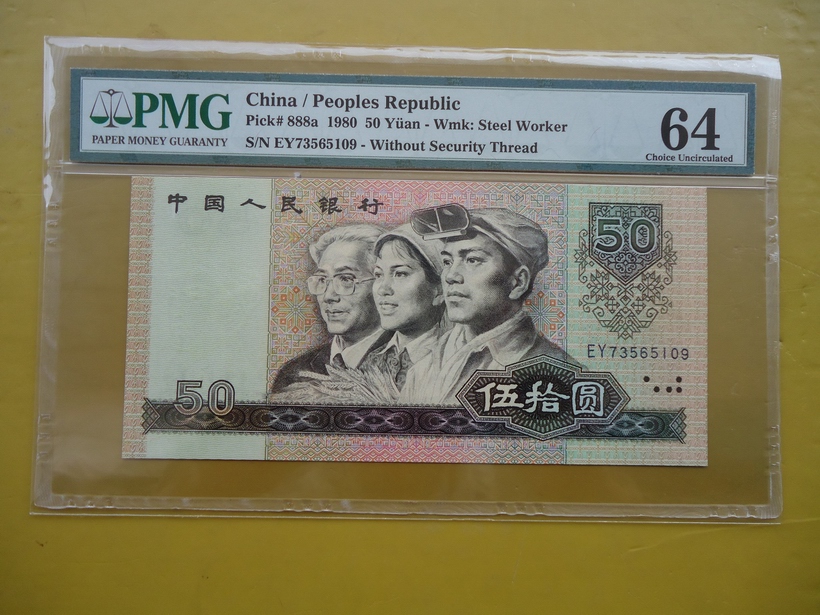 PMG
PAPER MONEY GUARANTY
China / Peoples Republic
Pick# 888a 1980 50 Yüan - Wmk: Steel Worker
S/N EY73565109 - Without Security Thread
64
Choice Uncirculated
中国人民银行
50
EY73565109
50
伍拾圆